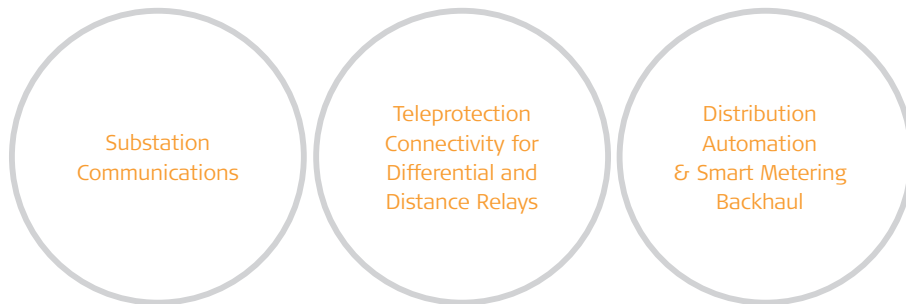 Substation
Communications
Teleprotection
Connectivity for
Differential and
Distance Relays
Distribution
Automation
& Smart Metering
Backhaul